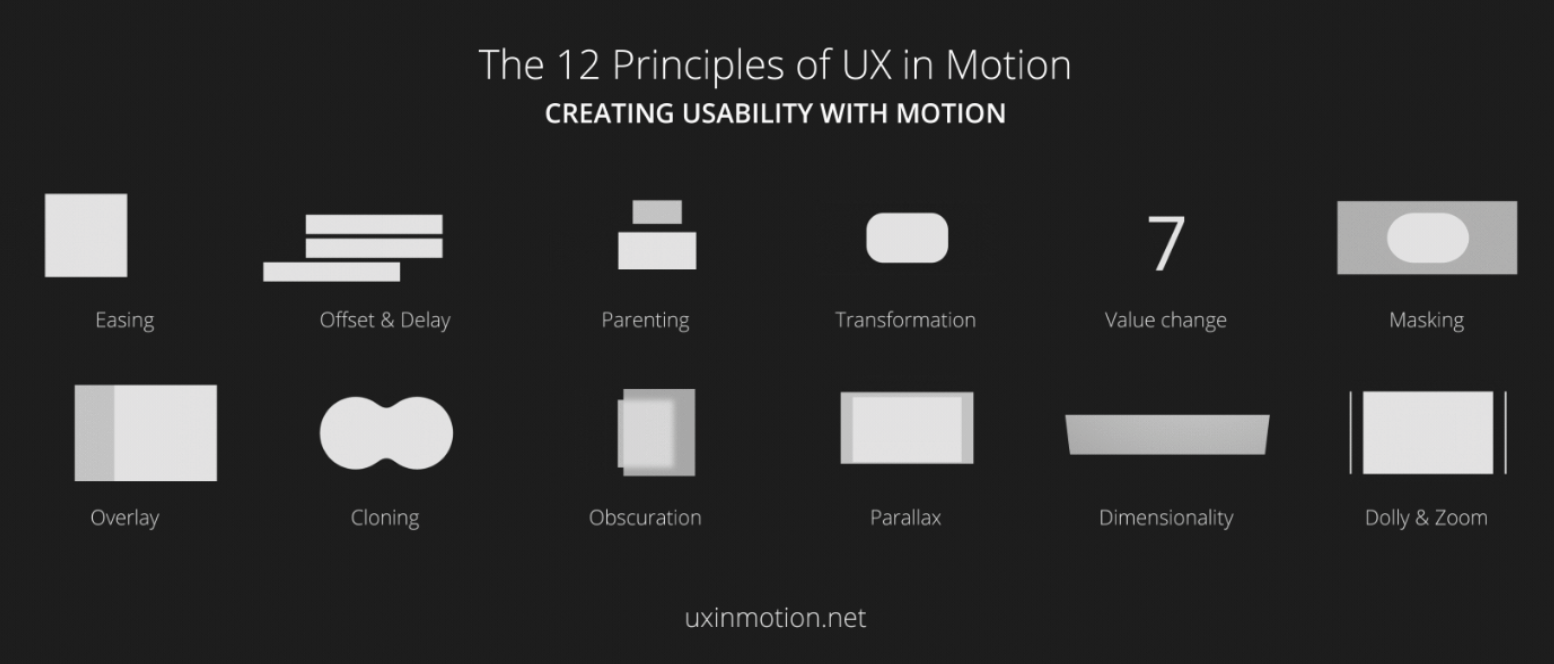 The 12 Principles of UX in Motion
CREATING USABILITY WITH MOTION
7
Easing
Offset & Delay
Parenting
Transformation
Value change
Masking
Overlay
Cloning
Obscuration
Parallax
Dimensionality
Dolly & Zoom
uxinmotion.net